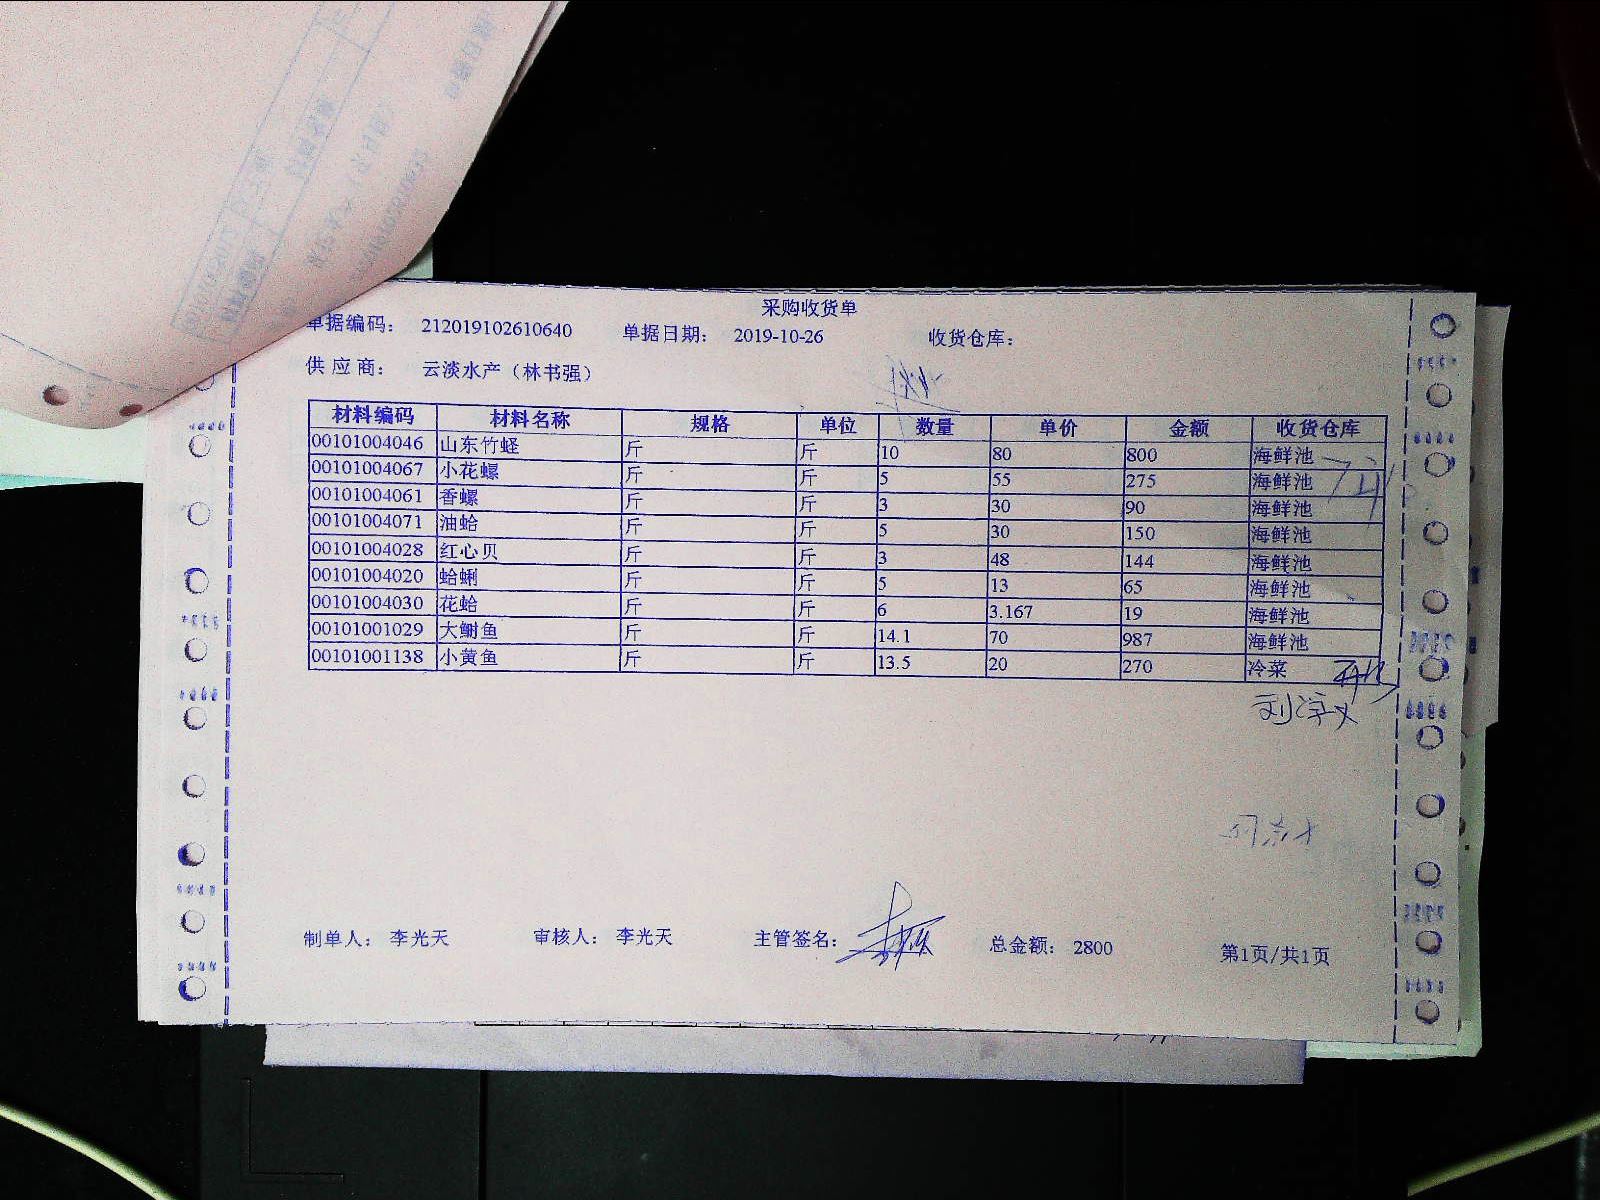 采购收货单
单据编码： 212019102610640 单据日期： 2019-10-26 收货仓库：
供应商： 云淡水产（林书强）
材料编码 材料名称 规格 单位 数量 单价 金额 收货仓库
00101004046 山东竹蛏 斤 斤 10 80 800 海鲜池
00101004067 小花螺 斤 斤 5 55 275 海鲜池
00101004061 香螺 斤 斤 3 30 90 海鲜池
00101004071 油蛤 斤 斤 5 30 150 海鲜池
00101004028 红心贝 斤 斤 3 48 144 海鲜池
00101004020 蛤蜊 斤 斤 5 13 65 海鲜池
00101004030 花蛤 斤 斤 6 3.167 19 海鲜池
00101001029 大鮰鱼 斤 斤 14.1 70 987 海鲜池
00101001138 小黄鱼 斤 斤 13.5 20 270 冷菜
制单人： 李光天 审核人： 李光天 主管签名： 总金额： 2800 第1页/共1页